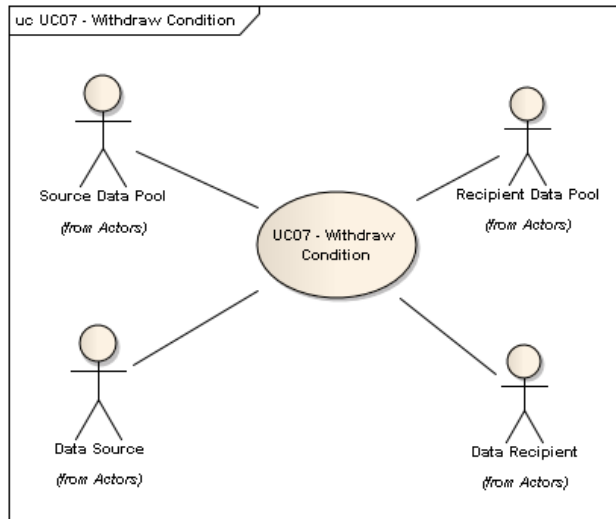 uc UC07 - Withdraw Condition
Source Data Pool
(from Actors)
Recipient Data Pool
(from Actors)
UC07 - Withdraw
Condition
Data Source
(from Actors)
Data Recipient
(from Actors)